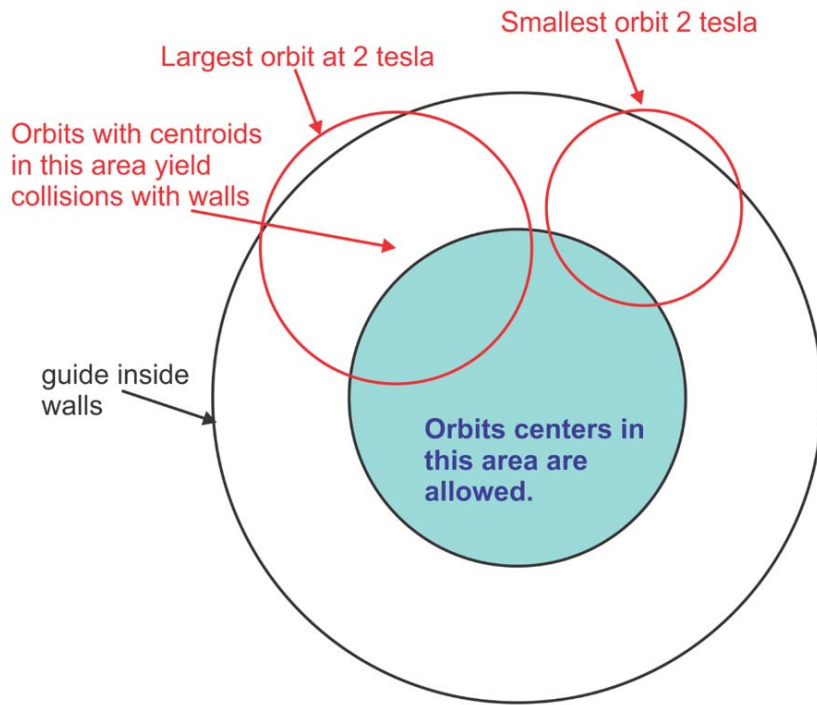 Smallest orbit 2 tesla
Largest orbit at 2 tesla
Orbits with centroids
in this area yield
collisions with walls
guide inside
walls
Orbits centers in
this area are
allowed.